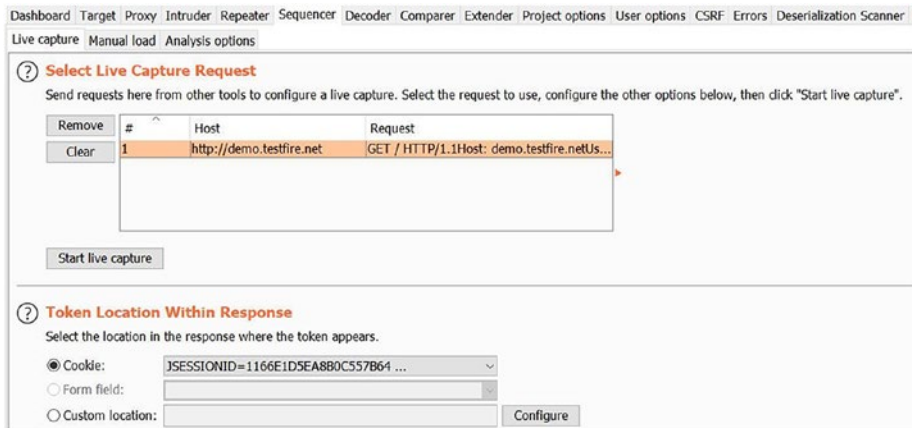 Dashboard Target Proxy Intruder Repeater Sequencer Decoder Comparer Extender Project options User options CSRF Errors Deserialization Scanner
Live capture Manual load Analysis options
? Select Live Capture Request
Send requests here from other tools to configure a live capture. Select the request to use, configure the other options below, then click "Start live capture".
Remove # Host Request
Clear 1 http://demo.testfire.net GET / HTTP/1.1Host: demo.testfire.netUs...
Start live capture
? Token Location Within Response
Select the location in the response where the token appears.
Cookie: JSESSIONID=1166E1D5EA8B0C557B64 ...
Form field:
Custom location: Configure